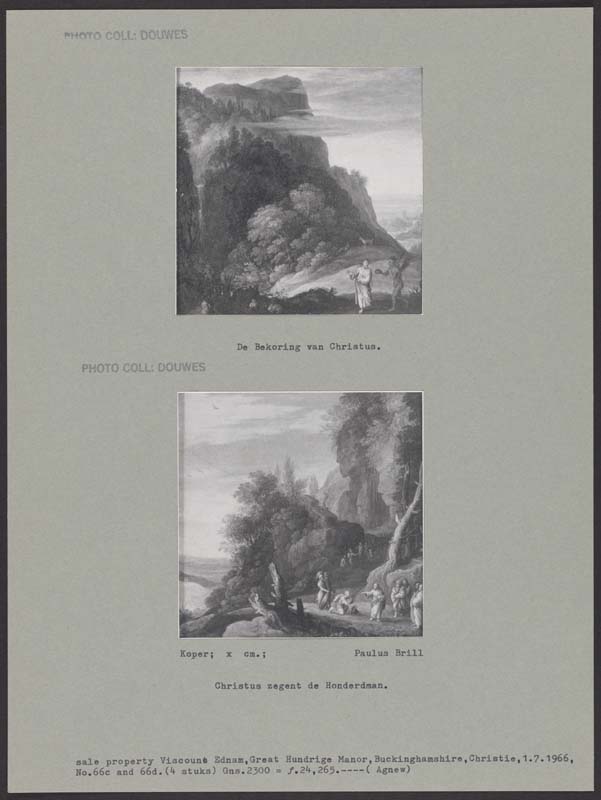 PHOTO COLL: DOUWES
De Bekoring van Christus.
PHOTO COLL: DOUWES
Koper; x cm.; Paulus Brill
Christus zegent de Honderdman.
sale property Viscount Ednam,Great Hundrige Manor,Buckinghamshire,Christie,1.7.1966,
No.66c and 66d.(4 stuks) Gns.2300 = f.24,265.----( Agnew)